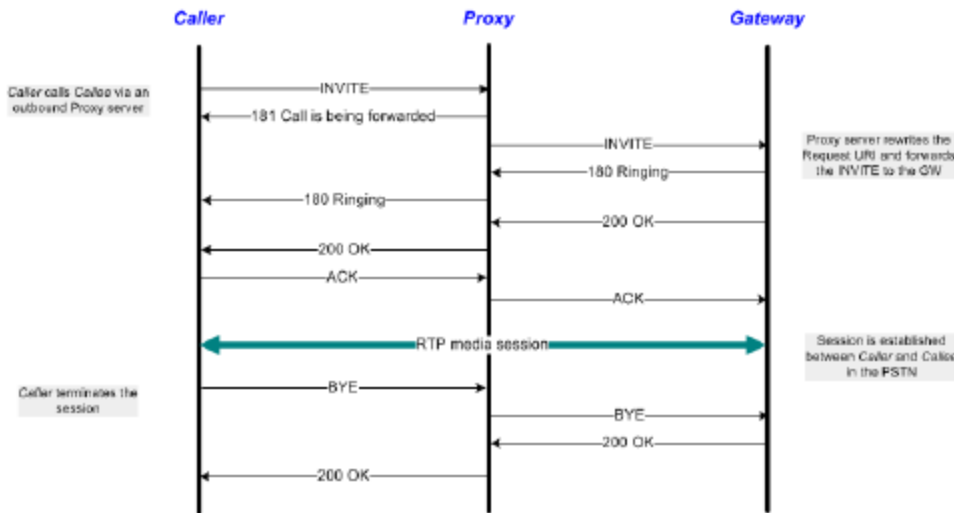 Caller Proxy Gateway
INVITE
Caller calls Callee via an
outbound Proxy server
181 Call is being forwarded
INVITE
Proxy server rewrites the
Request URI and forwards
the INVITE to the GW
180 Ringing
180 Ringing
200 OK
200 OK
ACK
ACK
RTP media session
Session is established
between Caller and Callee
in the PSTN
BYE
Caller terminates the
session
BYE
200 OK
200 OK